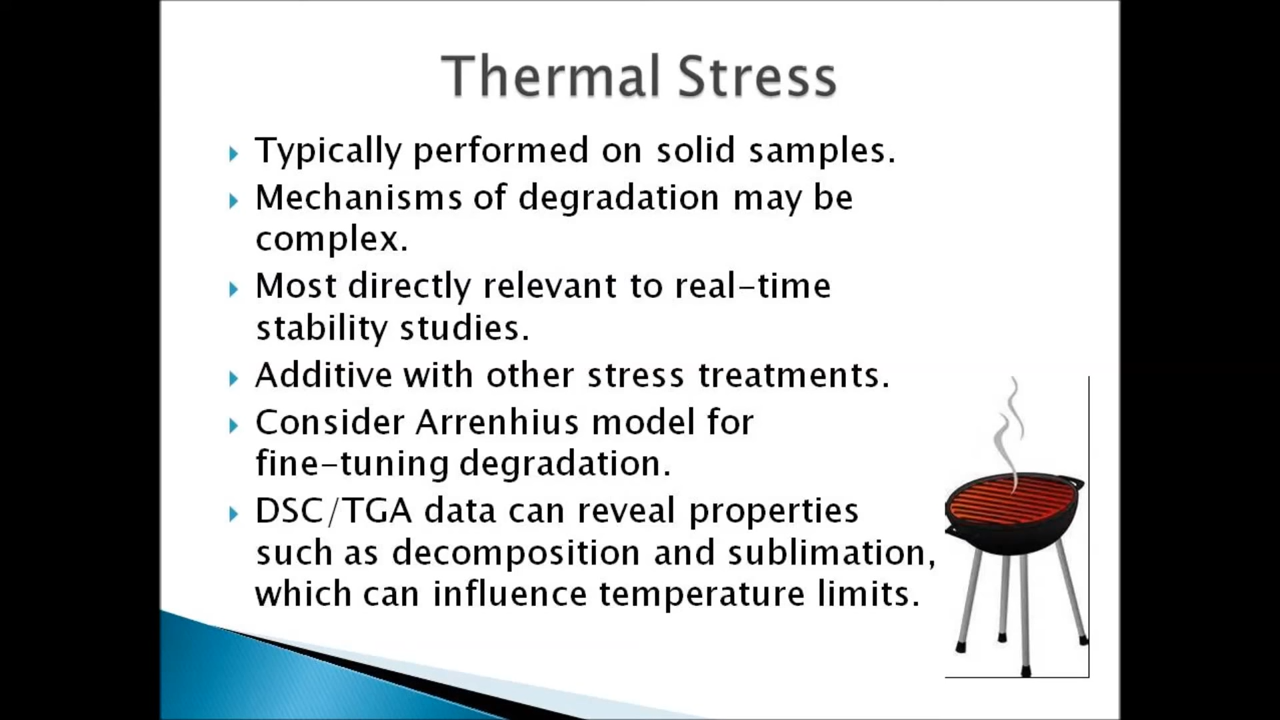 Thermal Stress
Typically performed on solid samples.
Mechanisms of degradation may be
complex.
Most directly relevant to real-time
stability studies.
Additive with other stress treatments.
Consider Arrenhius model for
fine-tuning degradation.
DSC/TGA data can reveal properties
such as decomposition and sublimation,
which can influence temperature limits.